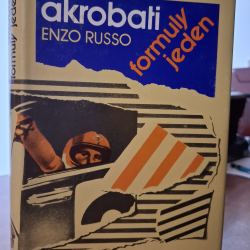 akrobati
ENZO RUSSO
formuly
jeden
formuly jeden